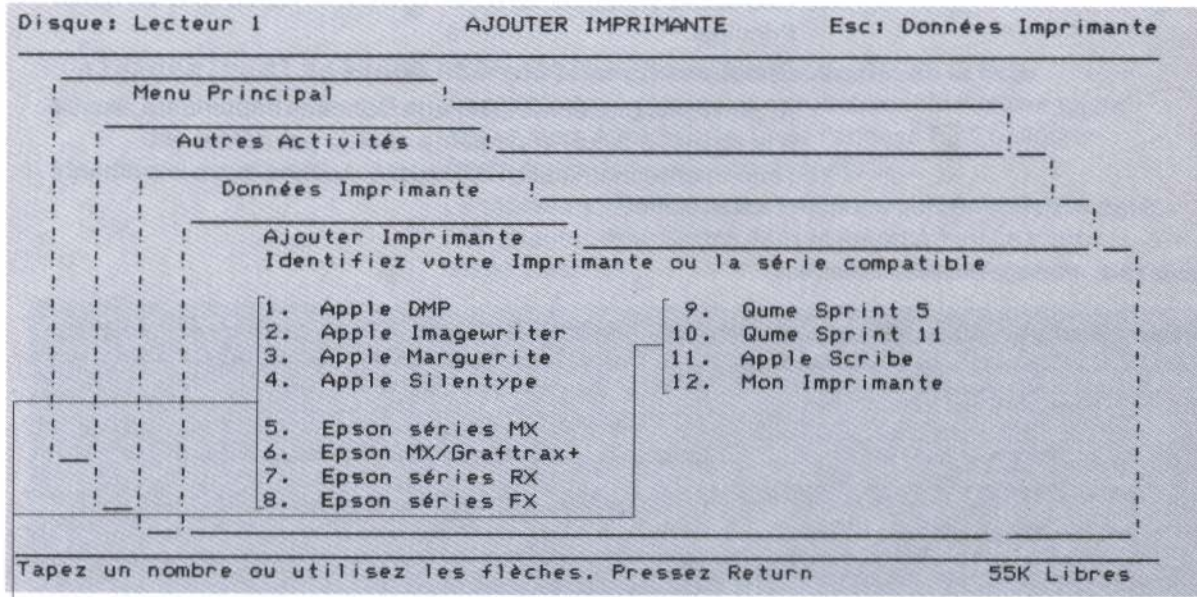 Disque: Lecteur 1 AJOUTER IMPRIMANTE Esc: Données Imprimante
Menu Principal
Autres Activités
Données Imprimante
Ajouter Imprimante
Identifiez votre Imprimante ou la série compatible
1. Apple DMP
2. Apple Imagewriter
3. Apple Marguerite
4. Apple Silentype
5. Epson séries MX
6. Epson MX/Graftrax+
7. Epson séries RX
8. Epson séries FX
9. Qume Sprint 5
10. Qume Sprint 11
11. Apple Scribe
12. Mon Imprimante
Tapez un nombre ou utilisez les flèches. Pressez Return 55K Libres